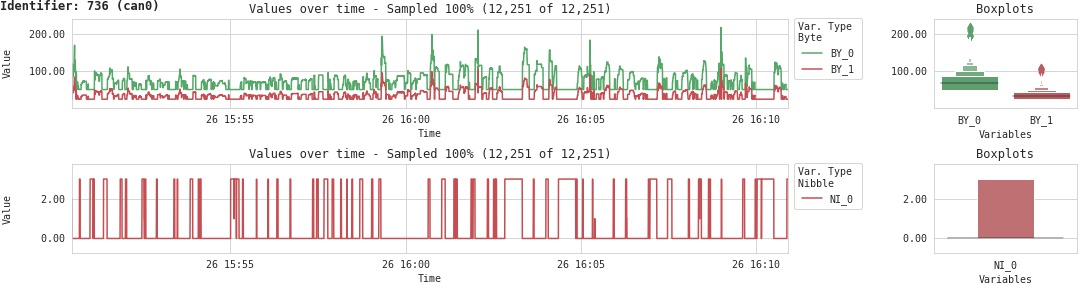 Identifier: 736 (can0)
Values over time - Sampled 100% (12,251 of 12,251)
Value
200.00
100.00
26 15:55
26 16:00
26 16:05
26 16:10
Time
Var. Type
Byte
BY_0
BY_1
Boxplots
200.00
100.00
BY_0
BY_1
Variables
Values over time - Sampled 100% (12,251 of 12,251)
Value
2.00
0.00
26 15:55
26 16:00
26 16:05
26 16:10
Time
Var. Type
Nibble
NI_0
Boxplots
2.00
0.00
NI_0
Variables